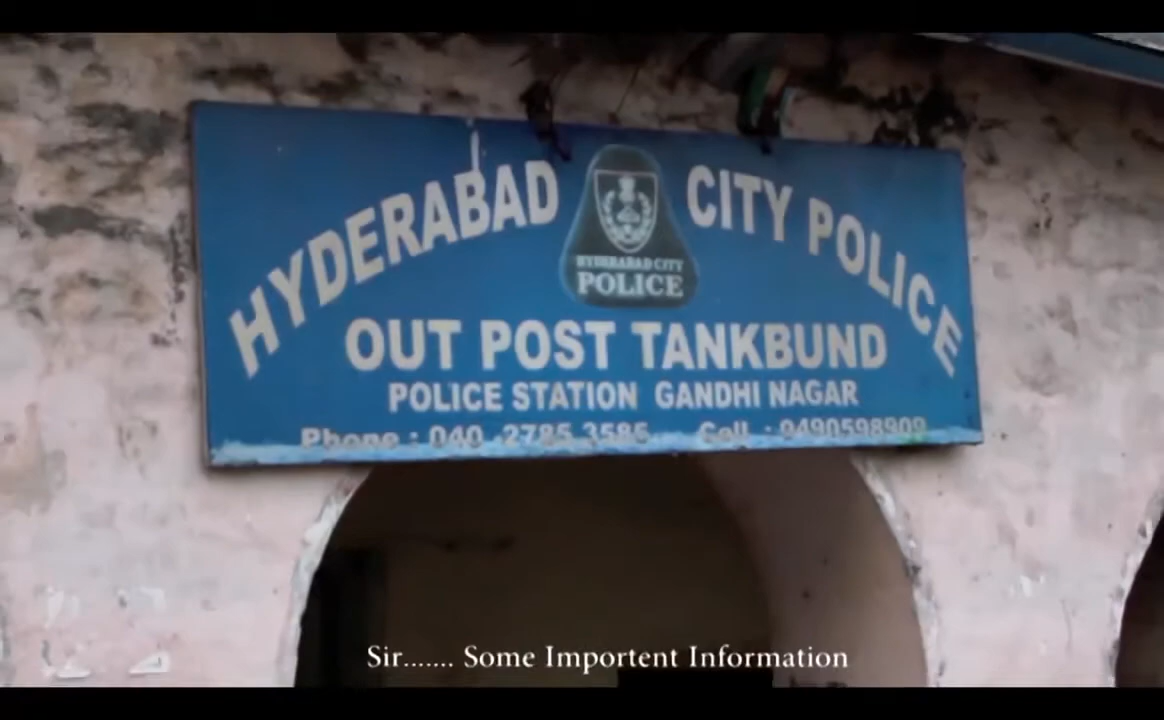 HYDERABAD CITY POLICE
HYDERABAD CITY
POLICE
OUT POST TANKBUND
POLICE STATION GANDHI NAGAR
Phone : 040 -2785 3586 Cell : 9490598909
Sir....... Some Importent Information